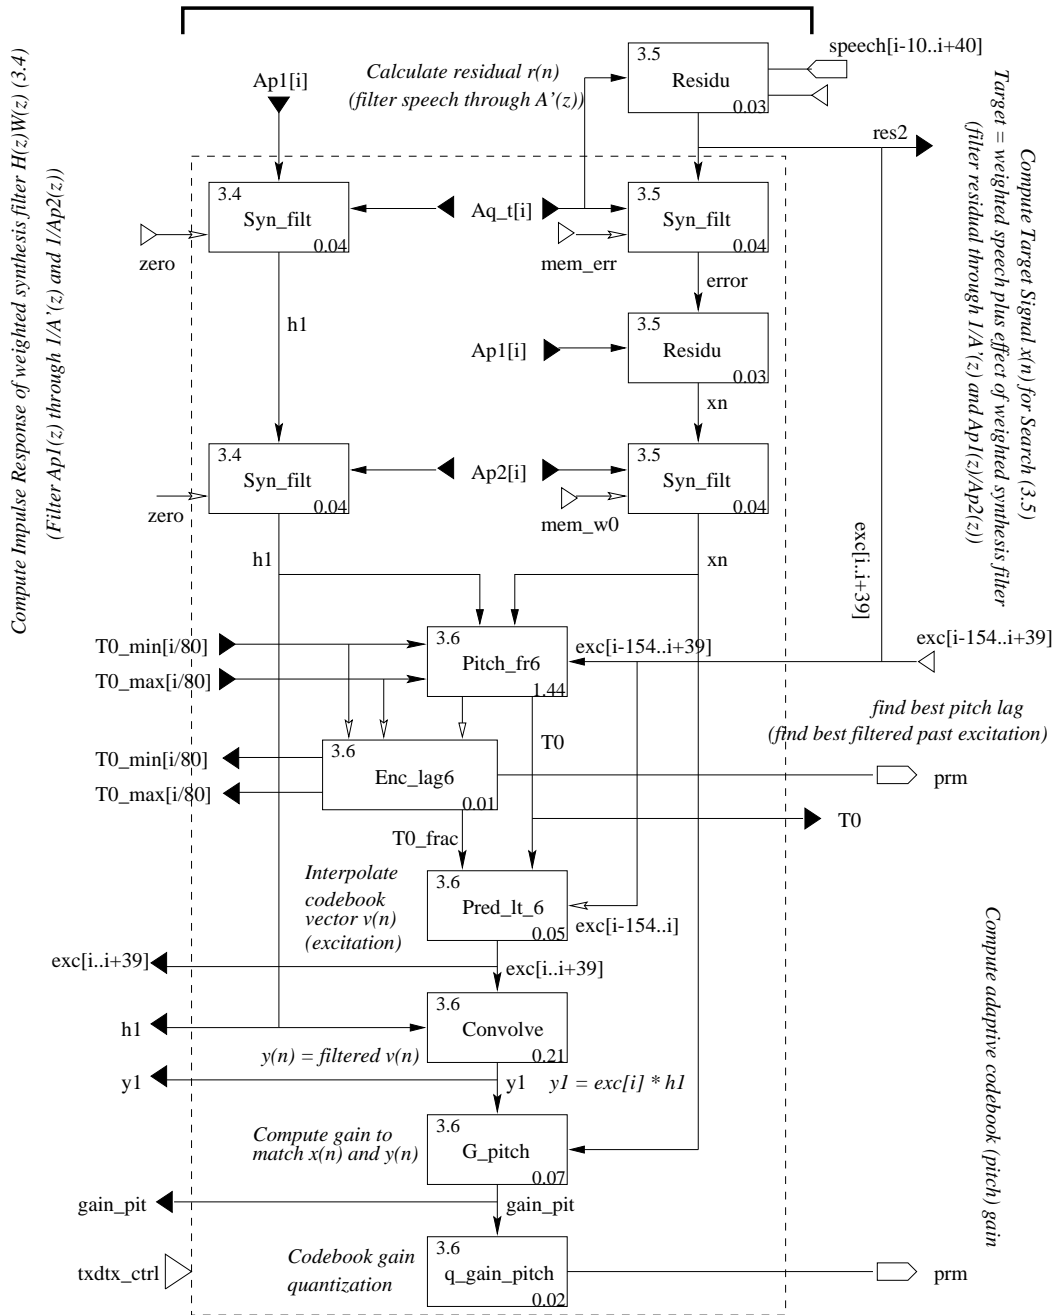 speech[i-10..i+40]
3.5
Residu
0.03
Calculate residual r(n)
(filter speech through A'(z))
Ap1[i]
res2
Compute Impulse Response of weighted synthesis filter H(z)W(z) (3.4)
(Filter Ap1(z) through 1/A'(z) and 1/Ap2(z))
Compute Target Signal x(n) for Search (3.5)
Target = weighted speech plus effect of weighted synthesis filter
(filter residual through 1/A'(z) and Ap1(z)/Ap2(z))
3.4
Syn_filt
0.04
zero
Aq_t[i]
3.5
Syn_filt
0.04
mem_err
error
h1
3.5
Residu
0.03
Ap1[i]
xn
3.4
Syn_filt
0.04
zero
Ap2[i]
3.5
Syn_filt
0.04
mem_w0
h1
xn
exc[i..i+39]
T0_min[i/80]
T0_max[i/80]
3.6
Pitch_fr6
1.44
exc[i-154..i+39]
exc[i-154..i+39]
find best pitch lag
(find best filtered past excitation)
T0
T0_min[i/80]
T0_max[i/80]
3.6
Enc_lag6
0.01
prm
T0_frac
T0
Interpolate
codebook
vector v(n)
(excitation)
3.6
Pred_lt_6
0.05
exc[i-154..i]
exc[i..i+39]
exc[i..i+39]
Compute adaptive codebook (pitch) gain
h1
3.6
Convolve
0.21
y(n) = filtered v(n)
y1
y1
y1 = exc[i] * h1
Compute gain to
match x(n) and y(n)
3.6
G_pitch
0.07
gain_pit
gain_pit
txdtx_ctrl
Codebook gain
quantization
3.6
q_gain_pitch
0.02
prm